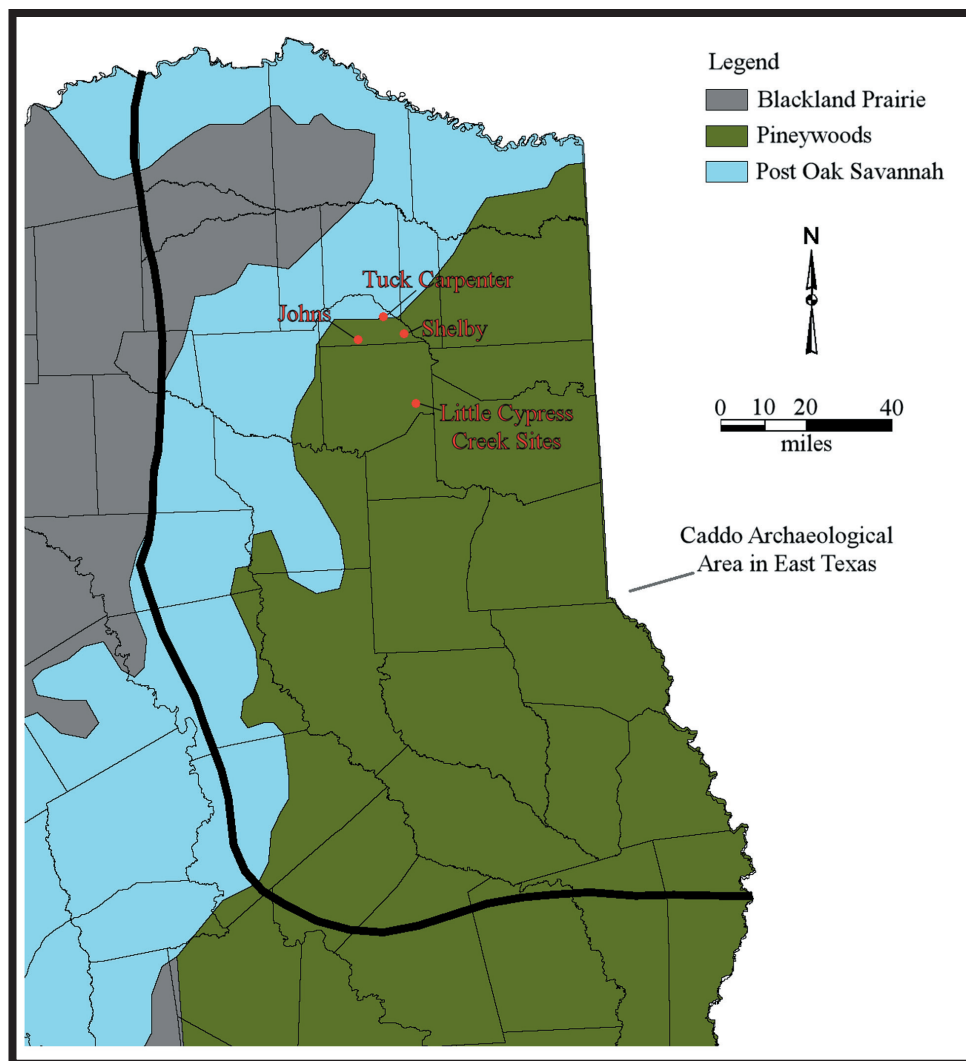 Legend
Blackland Prairie
Pineywoods
Post Oak Savannah
N
Tuck Carpenter
Johns
Shelby
Little Cypress
Creek Sites
0 10 20 40
miles
Caddo Archaeological
Area in East Texas